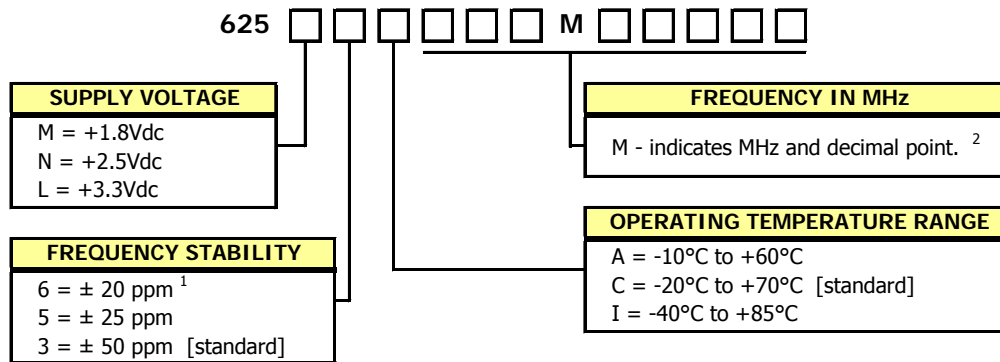 625 M
SUPPLY VOLTAGE
M = +1.8Vdc
N = +2.5Vdc
L = +3.3Vdc
FREQUENCY STABILITY
6 = ± 20 ppm 1
5 = ± 25 ppm
3 = ± 50 ppm [standard]
FREQUENCY IN MHz
M - indicates MHz and decimal point. 2
OPERATING TEMPERATURE RANGE
A = -10°C to +60°C
C = -20°C to +70°C [standard]
I = -40°C to +85°C